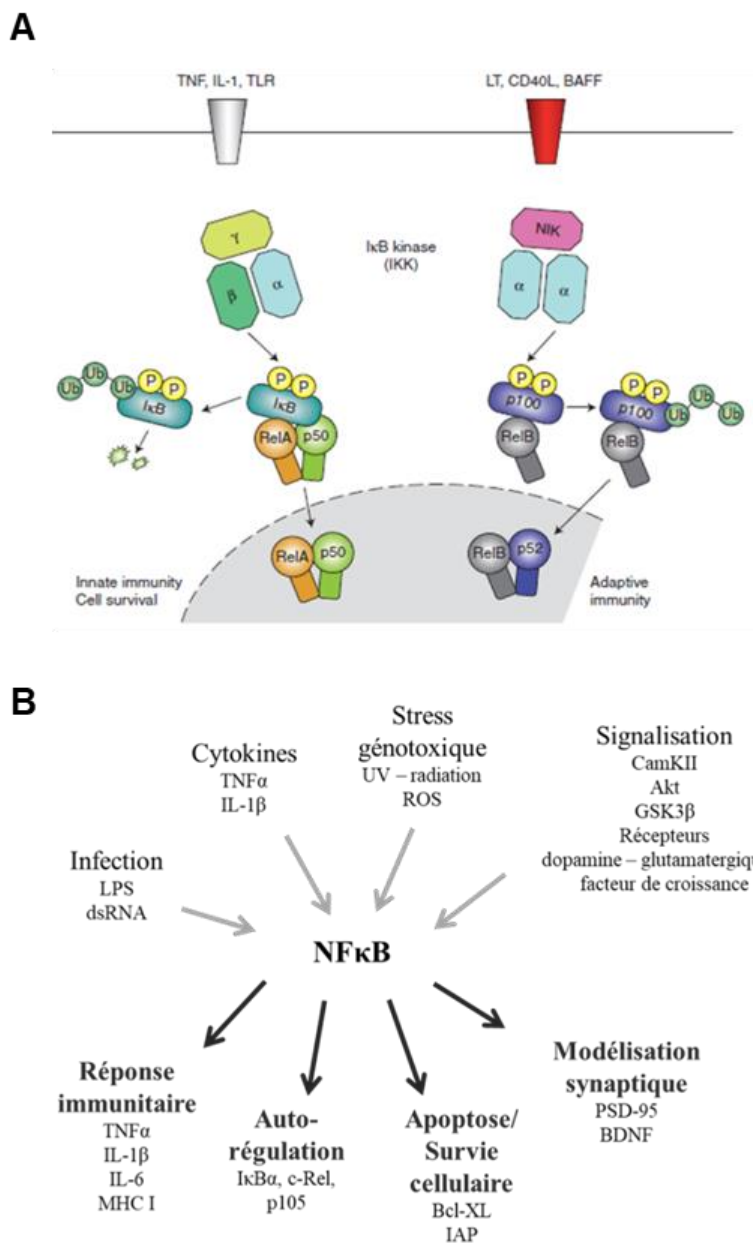 A
TNF, IL-1, TLR
LT, CD40L, BAFF
γ
β
α
IκB kinase
(IKK)
NIK
α
α
Ub
Ub
Ub
P
P
IκB
P
P
IκB
RelA
p50
P
P
p100
RelB
P
P
p100
Ub
Ub
Ub
RelB
RelA
p50
RelB
p52
Innate immunity
Cell survival
Adaptive
immunity
B
Cytokines
TNFα
IL-1β
Stress
génotoxique
UV – radiation
ROS
Signalisation
CamKII
Akt
GSK3β
Récepteurs
dopamine – glutamatergiqu
facteur de croissance
Infection
LPS
dsRNA
NFκB
Réponse
immunitaire
TNFα
IL-1β
IL-6
MHC I
Auto-
régulation
IκBα, c-Rel,
p105
Apoptose/
Survie
cellulaire
Bcl-XL
IAP
Modélisation
synaptique
PSD-95
BDNF